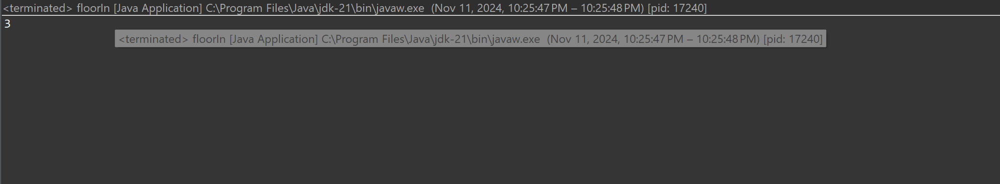 <terminated> floorIn [Java Application] C:\Program Files\Java\jdk-21\bin\javaw.exe (Nov 11, 2024, 10:25:47 PM – 10:25:48 PM) [pid: 17240]
3
<terminated> floorIn [Java Application] C:\Program Files\Java\jdk-21\bin\javaw.exe (Nov 11, 2024, 10:25:47 PM – 10:25:48 PM) [pid: 17240]